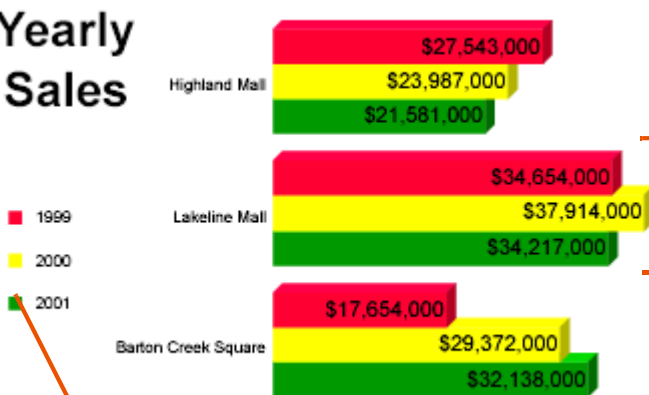 Yearly
Sales
Highland Mall
$27,543,000
$23,987,000
$21,581,000
Lakeline Mall
$34,654,000
$37,914,000
$34,217,000
1999
2000
2001
Barton Creek Square
$17,654,000
$29,372,000
$32,138,000